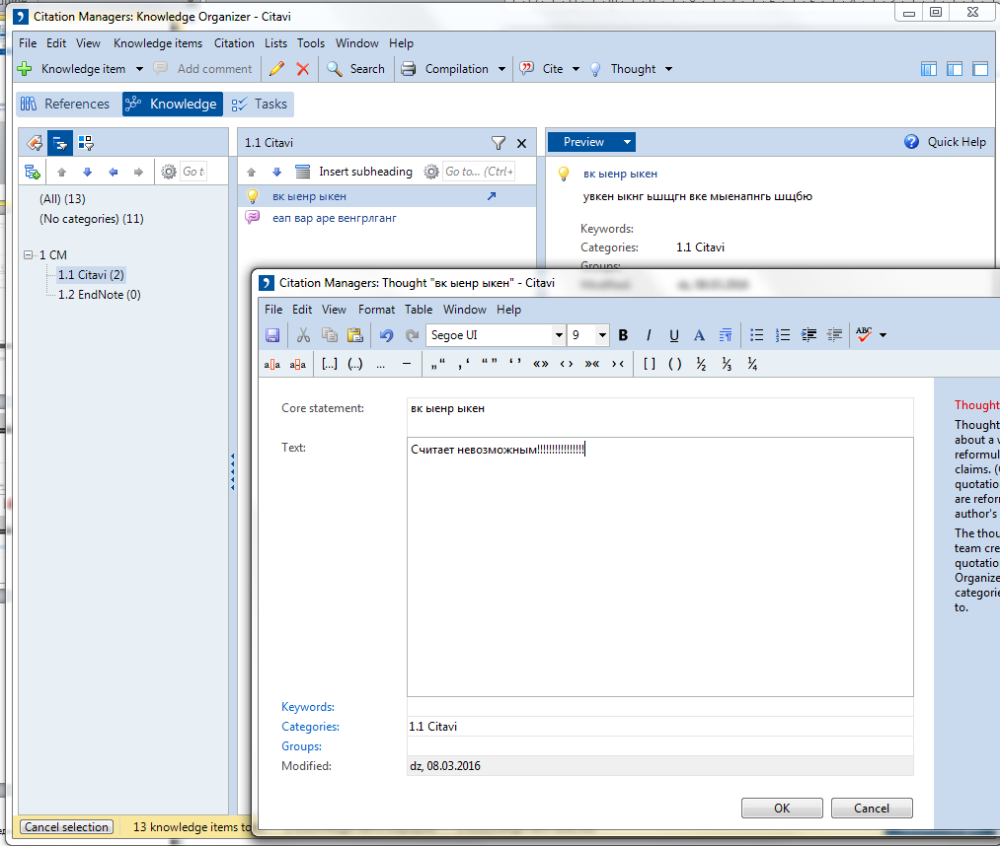 Citation Managers: Knowledge Organizer - Citavi
File Edit View Knowledge items Citation Lists Tools Window Help
Knowledge item Add comment Search Compilation Cite Thought
References Knowledge Tasks
1.1 Citavi Preview Quick Help
Go t Insert subheading Go to... (Ctrl+
(All) (13)
(No categories) (11)
1 CM
1.1 Citavi (2)
1.2 EndNote (0)
вк ыенр ыкен
еап вар аре венгрлганг
вк ыенр ыкен
увкен ыкнг ьшщгн вке мыенапнгь шщбю
Keywords:
Categories: 1.1 Citavi
Groups:
Citation Managers: Thought "вк ыенр ыкен" - Citavi
File Edit View Format Table Window Help
Segoe UI 9 B I U A ABC
a[]a a[a]a [...] (...) ... – „“ ‚‘ “” ‘’ «» ‹› »« ›‹ [ ] ( ) ½ ⅓ ¼
Core statement: вк ыенр ыкен
Text: Считает невозможным!!!!!!!!!!!!!!!!
Keywords:
Categories: 1.1 Citavi
Groups:
Modified: dz, 08.03.2016
OK Cancel
Thought
Thought
about a w
reformul
claims. (
quotatio
are refor
author's
The thou
team cre
quotatio
Organize
categorie
to.
Cancel selection 13 knowledge items to